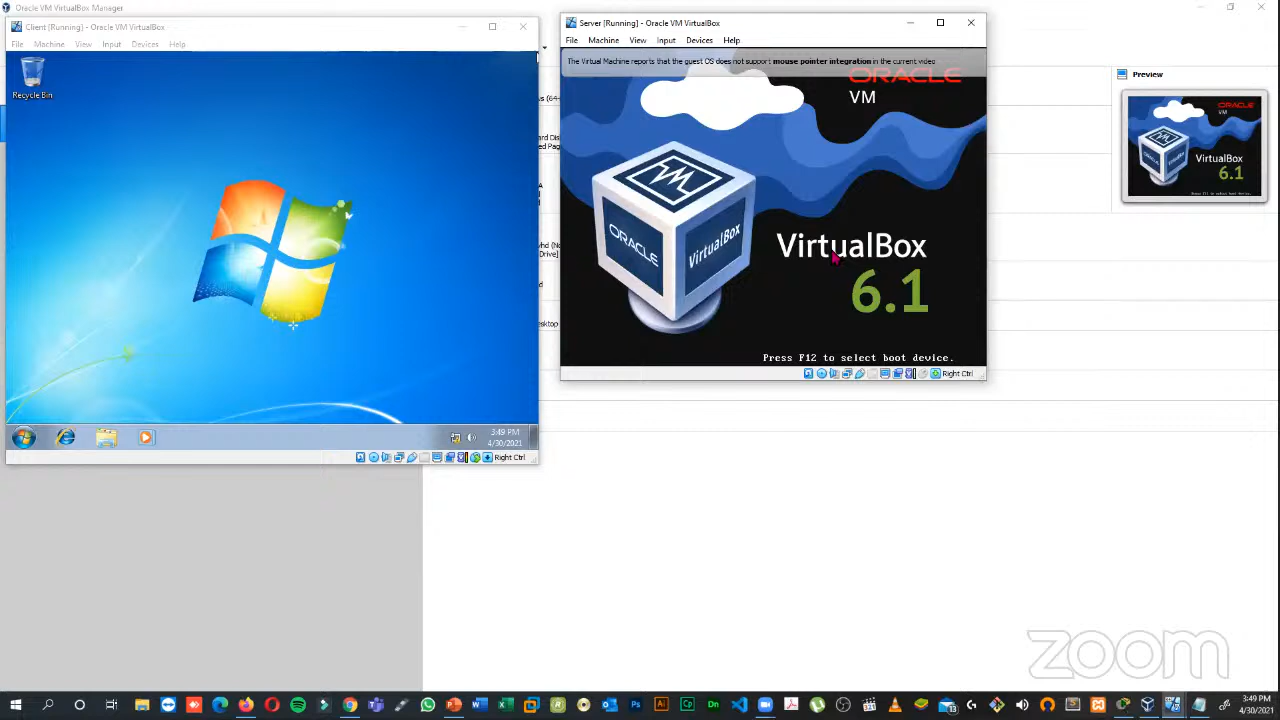 Oracle VM VirtualBox Manager
Client [Running] - Oracle VM VirtualBox
File Machine View Input Devices Help
Recycle Bin
3:49 PM
4/30/2021
Right Ctrl
Server [Running] - Oracle VM VirtualBox
File Machine View Input Devices Help
The Virtual Machine reports that the guest OS does not support mouse pointer integration in the current video
ORACLE
VM
ORACLE
VirtualBox
VirtualBox
6.1
Press F12 to select boot device.
Right Ctrl
Preview
VirtualBox
6.1
zoom
3:49 PM
4/30/2021